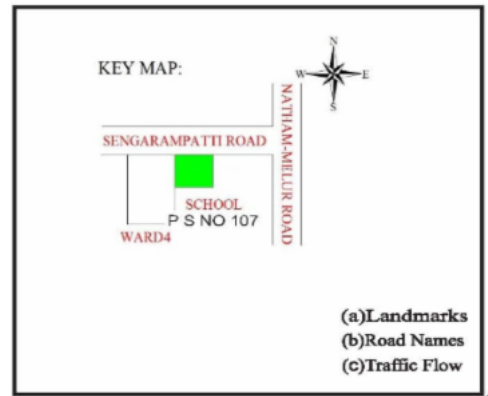 N
KEY MAP:
W E
S
SENGARAMPATTI ROAD
NATHAM-MELUR ROAD
SCHOOL
P S NO 107
WARD4
(a)Landmarks
(b)Road Names
(c)Traffic Flow